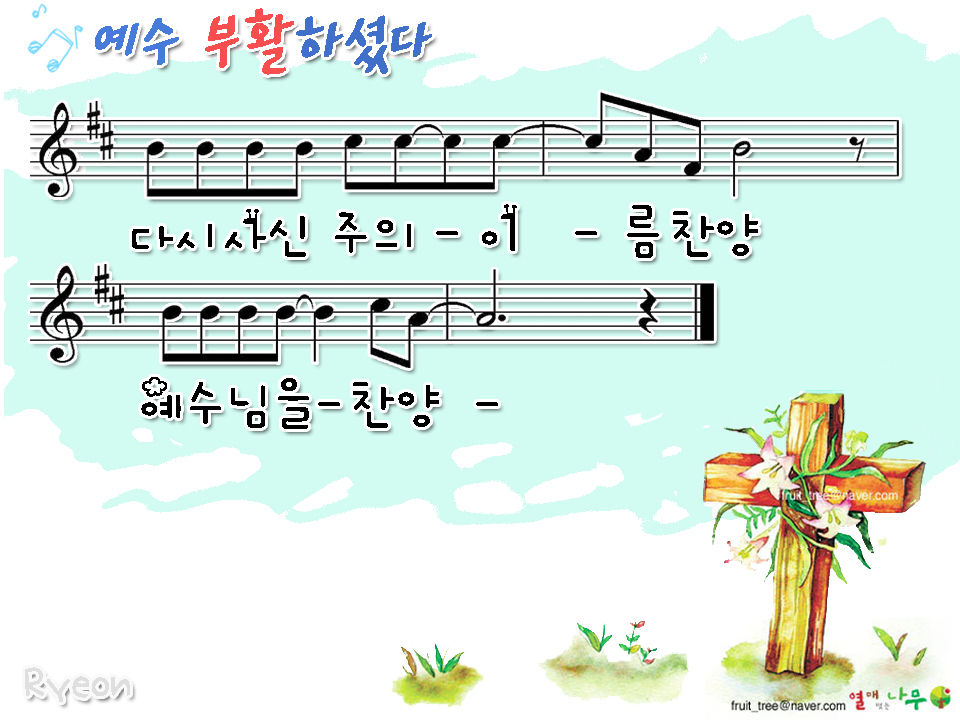 예수 부활하셨다
다시사신 주의 - 이 - 름찬양
예수님을-찬양 -
fruit_tree@naver.com
Ryeon
fruit_tree@naver.com 열매 맺는 나무